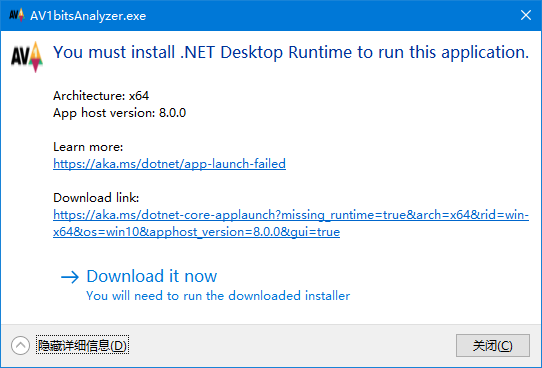 AV1bitsAnalyzer.exe
AV1
You must install .NET Desktop Runtime to run this application.
Architecture: x64
App host version: 8.0.0
Learn more:
https://aka.ms/dotnet/app-launch-failed
Download link:
https://aka.ms/dotnet-core-applaunch?missing_runtime=true&arch=x64&rid=win-
x64&os=win10&apphost_version=8.0.0&gui=true
Download it now
You will need to run the downloaded installer
隐藏详细信息(D)
关闭(C)